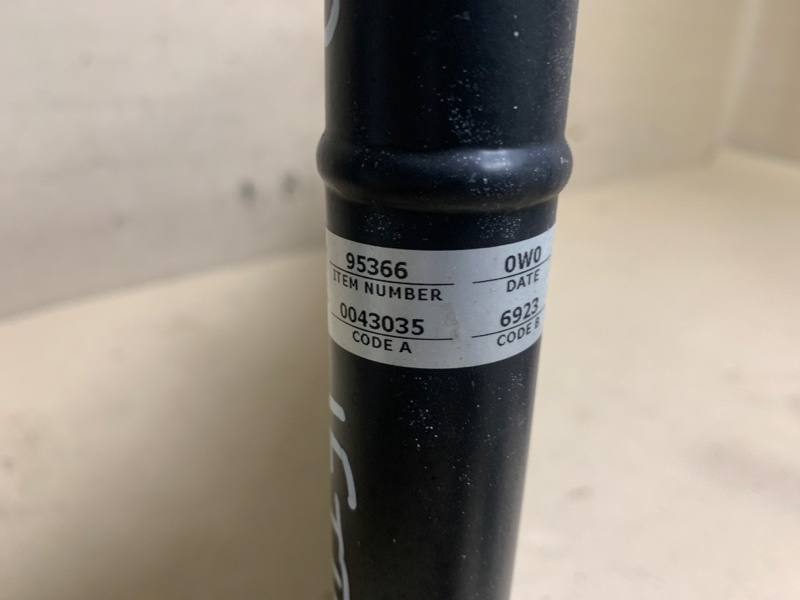 95366 0W0
ITEM NUMBER DATE
0043035 6923
CODE A CODE B